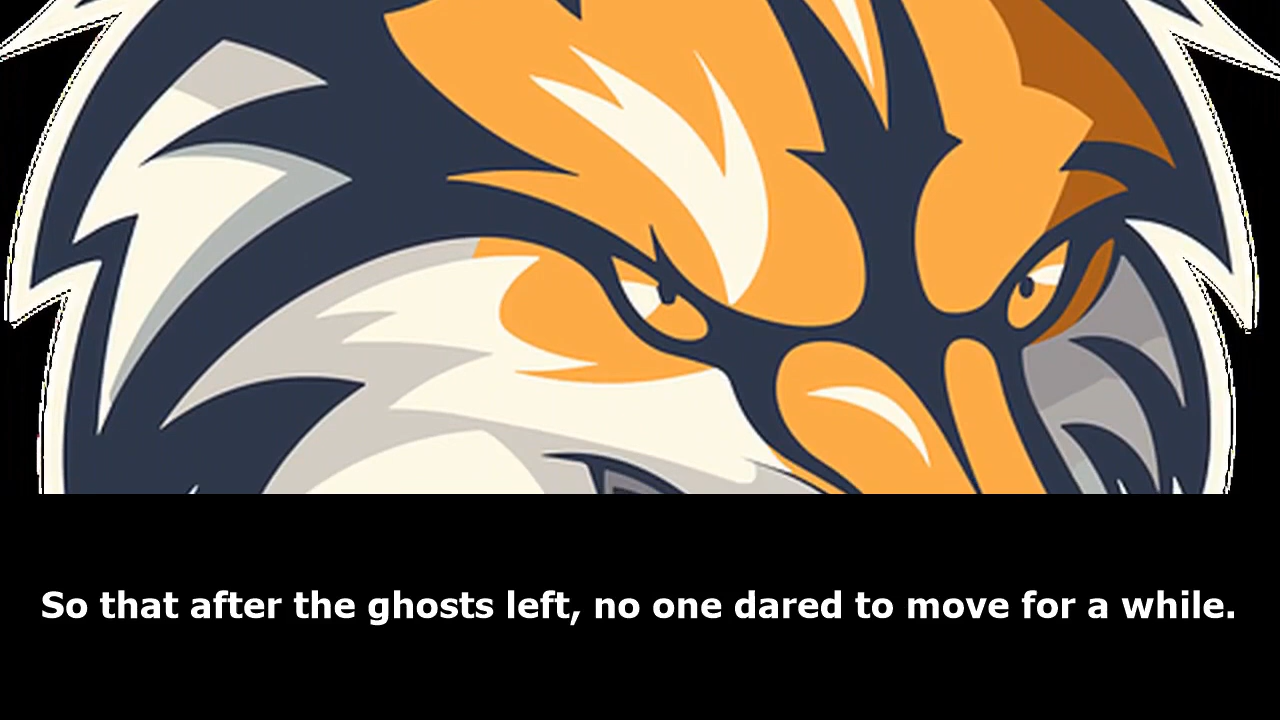 So that after the ghosts left, no one dared to move for a while.